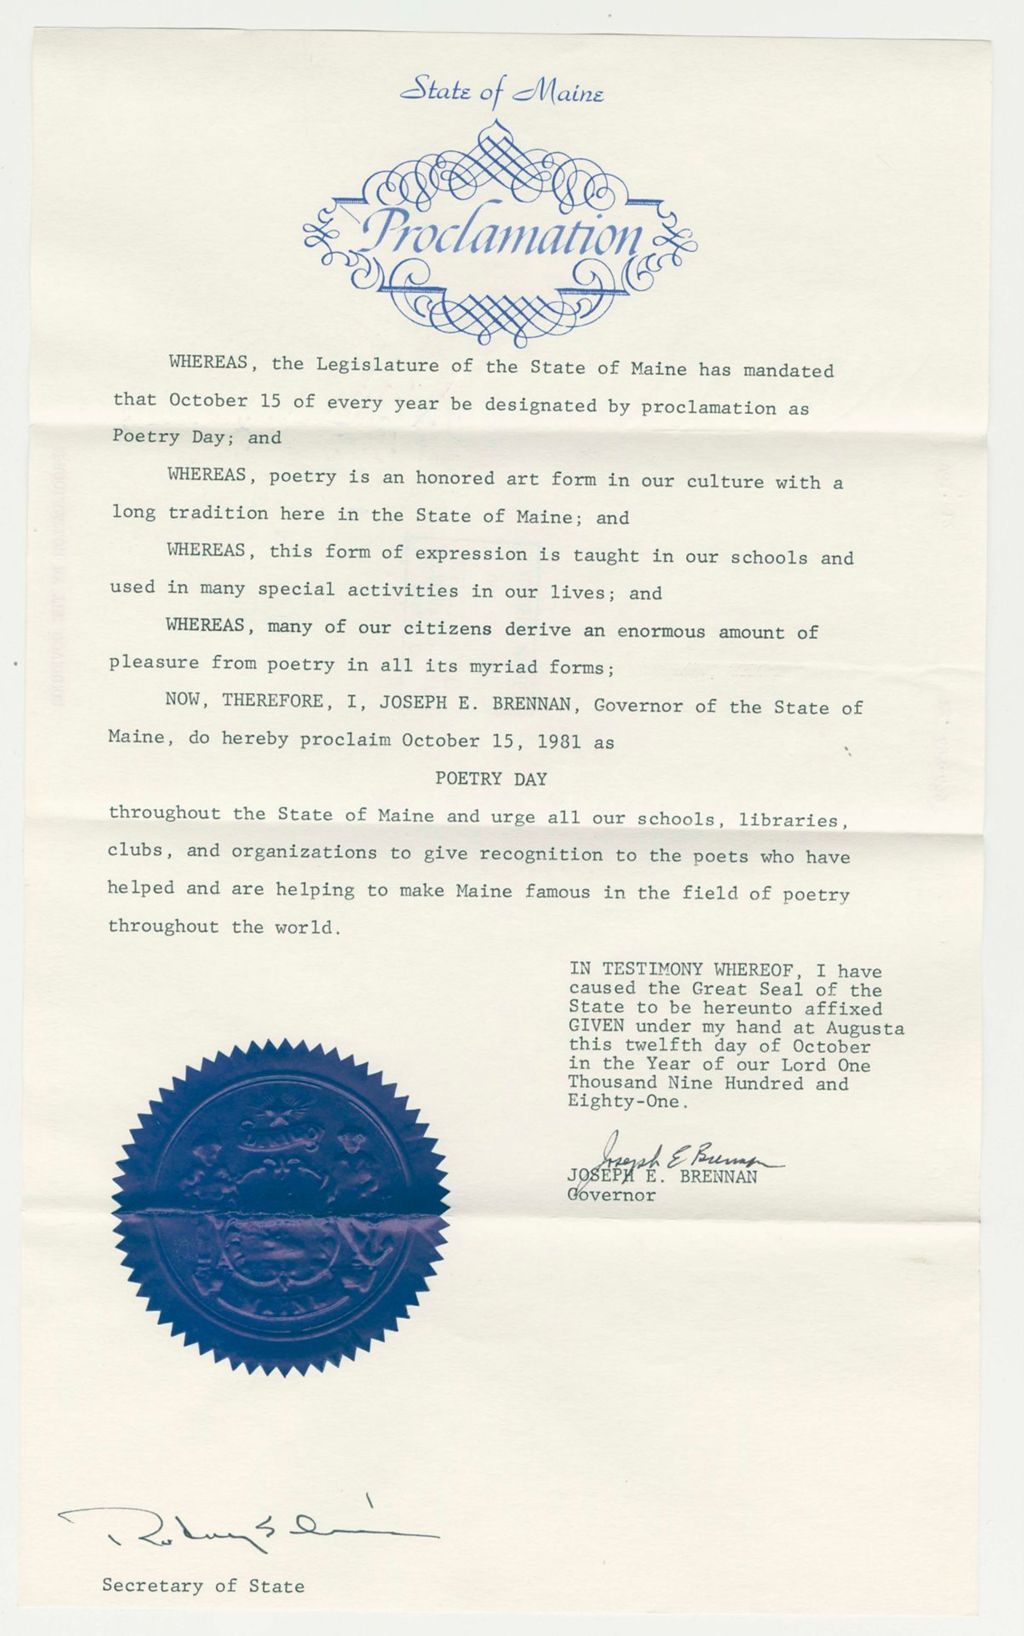 State of Maine
Proclamation
WHEREAS, the Legislature of the State of Maine has mandated
that October 15 of every year be designated by proclamation as
Poetry Day; and
WHEREAS, poetry is an honored art form in our culture with a
long tradition here in the State of Maine; and
WHEREAS, this form of expression is taught in our schools and
used in many special activities in our lives; and
WHEREAS, many of our citizens derive an enormous amount of
pleasure from poetry in all its myriad forms;
NOW, THEREFORE, I, JOSEPH E. BRENNAN, Governor of the State of
Maine, do hereby proclaim October 15, 1981 as
POETRY DAY
throughout the State of Maine and urge all our schools, libraries,
clubs, and organizations to give recognition to the poets who have
helped and are helping to make Maine famous in the field of poetry
throughout the world.
IN TESTIMONY WHEREOF, I have
caused the Great Seal of the
State to be hereunto affixed
GIVEN under my hand at Augusta
this twelfth day of October
in the Year of our Lord One
Thousand Nine Hundred and
Eighty-One.
Joseph E Brennan
JOSEPH E. BRENNAN
Governor
Secretary of State